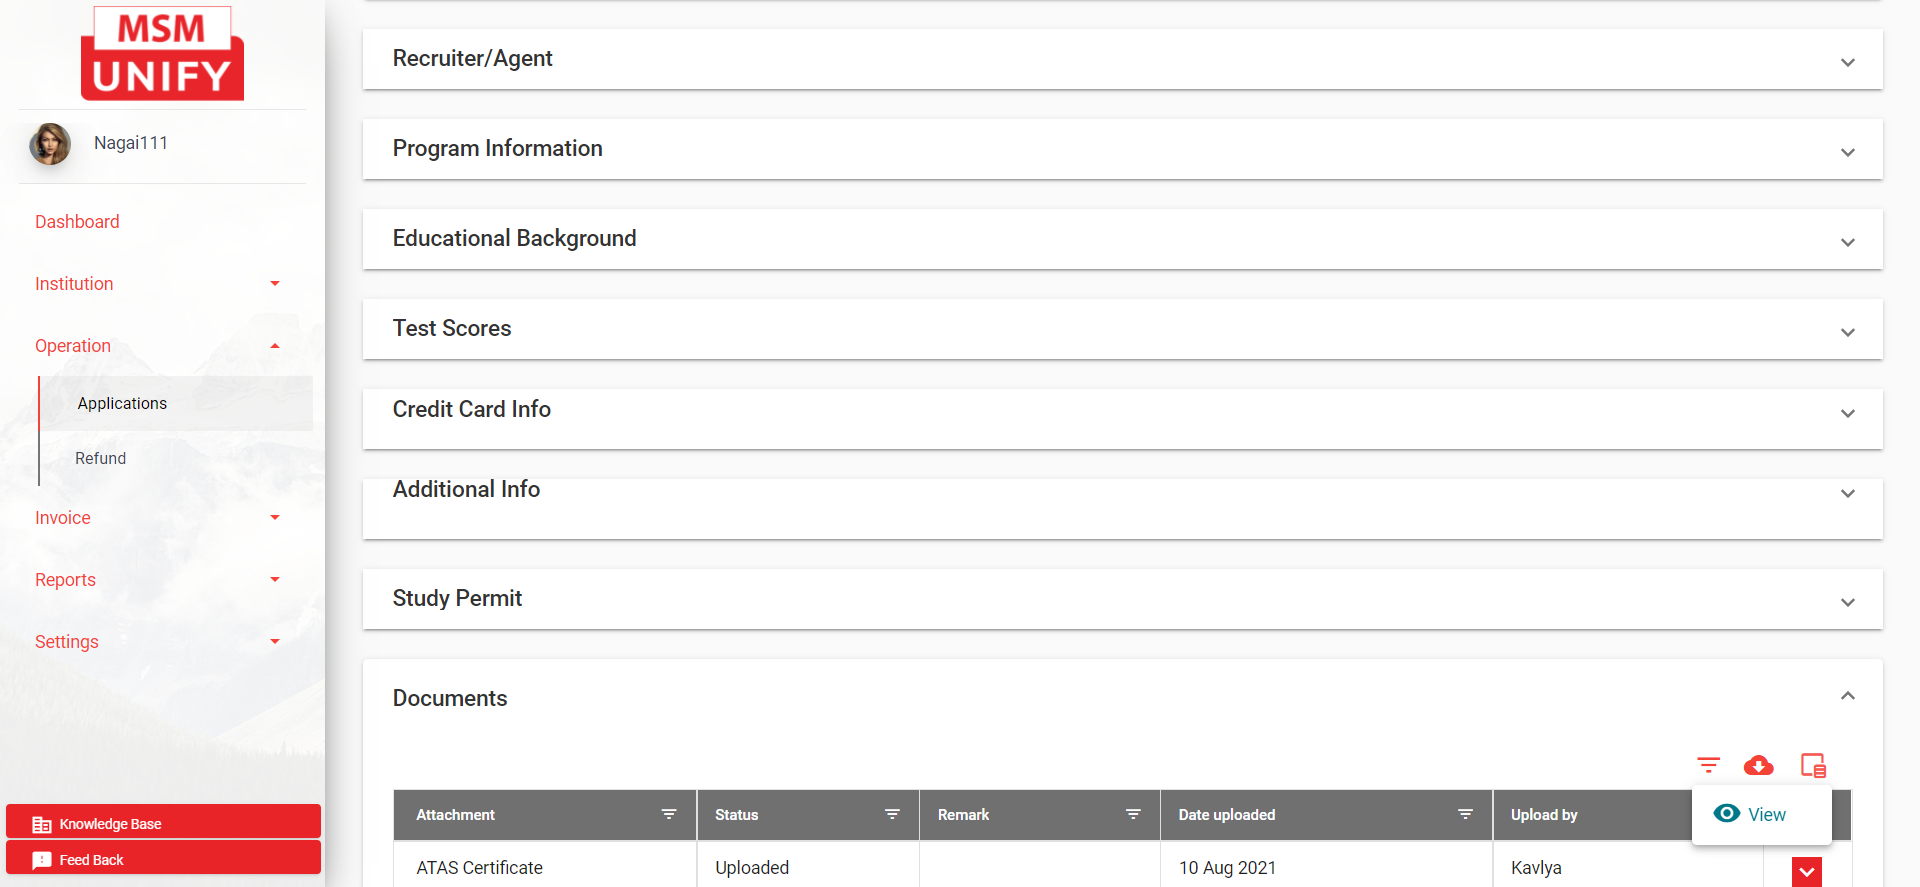 MSM
UNIFY
Nagai111
Dashboard
Institution
Operation
Applications
Refund
Invoice
Reports
Settings
Knowledge Base
Feed Back
Recruiter/Agent
Program Information
Educational Background
Test Scores
Credit Card Info
Additional Info
Study Permit
Documents
Attachment Status Remark Date uploaded Upload by
View
ATAS Certificate Uploaded 10 Aug 2021 Kavlya